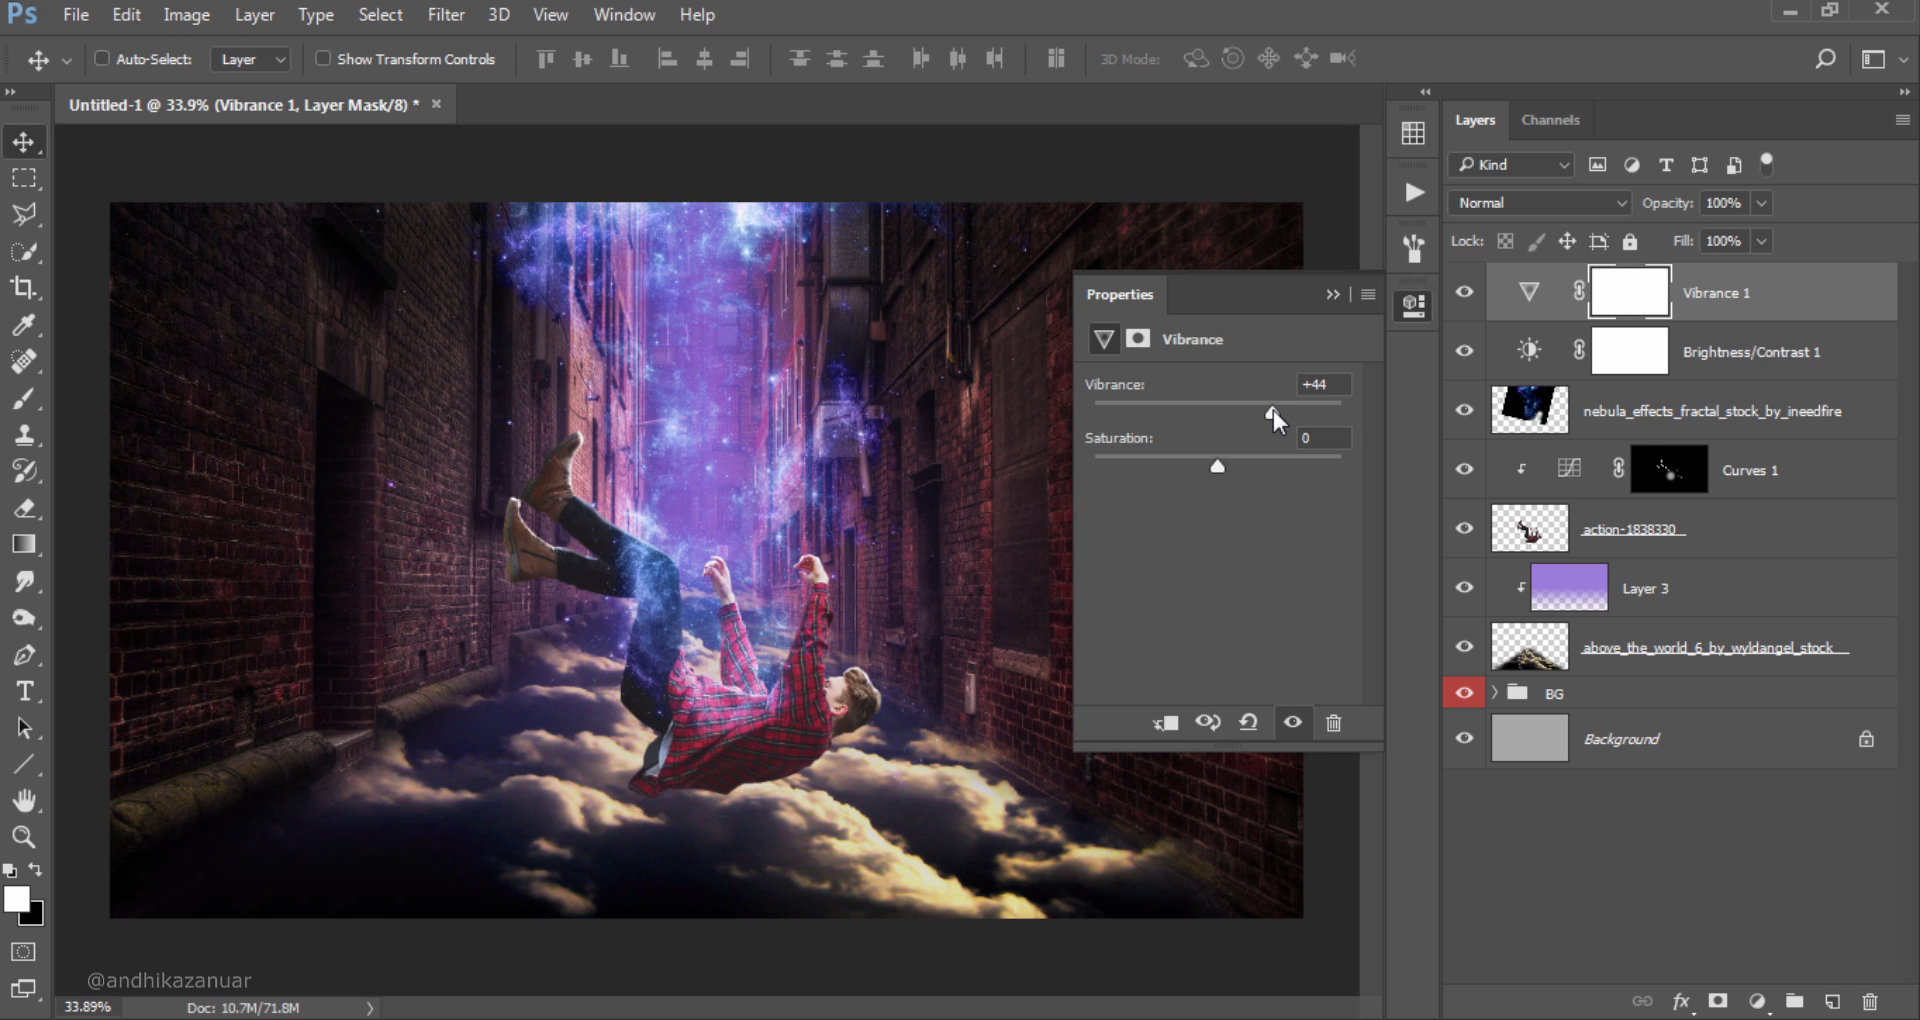 Ps File Edit Image Layer Type Select Filter 3D View Window Help
Auto-Select: Layer Show Transform Controls 3D Mode:
Untitled-1 @ 33.9% (Vibrance 1, Layer Mask/8) * ×
Layers Channels
Kind
Normal Opacity: 100%
Lock: Fill: 100%
Properties
Vibrance
Vibrance: +44
Saturation: 0
Vibrance 1
Brightness/Contrast 1
nebula_effects_fractal_stock_by_ineedfire
Curves 1
action-1838330
Layer 3
above_the_world_6_by_wyldangel_stock
BG
Background
@andhikazanuar
33.89% Doc: 10.7M/71.8M
fx